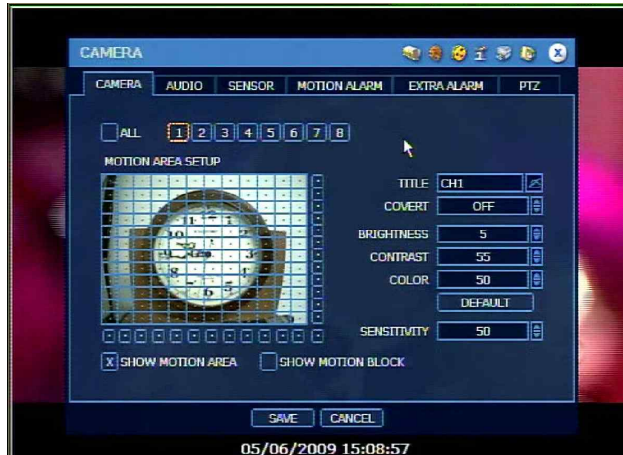 CAMERA
CAMERA AUDIO SENSOR MOTION ALARM EXTRA ALARM PTZ
ALL 1 2 3 4 5 6 7 8
MOTION AREA SETUP
TITLE CH1
COVERT OFF
BRIGHTNESS 5
CONTRAST 55
COLOR 50
DEFAULT
SENSITIVITY 50
X SHOW MOTION AREA SHOW MOTION BLOCK
SAVE CANCEL
05/06/2009 15:08:57